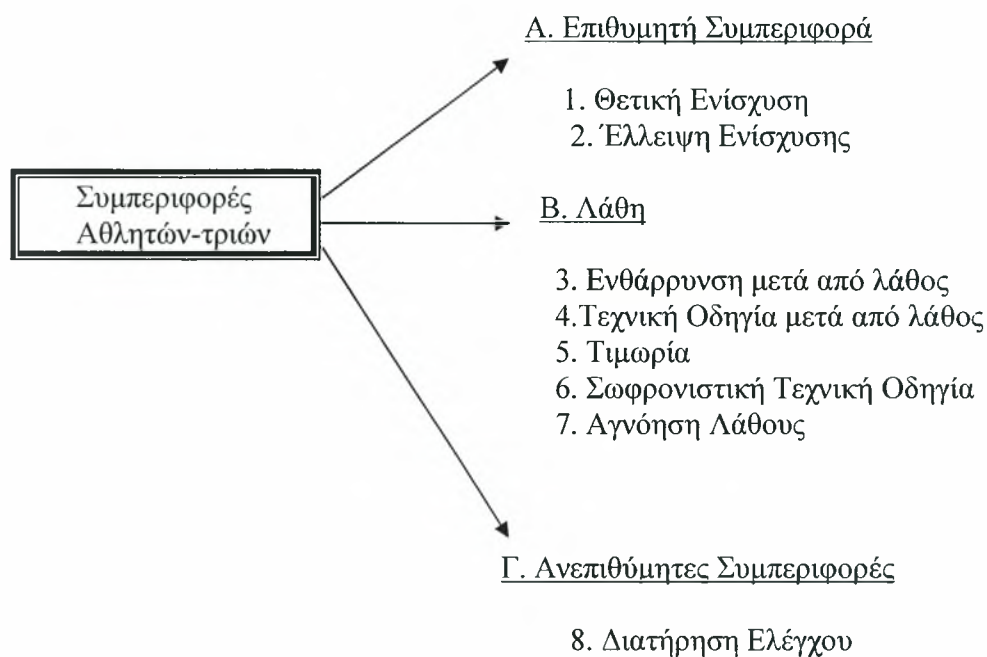 Α. Επιθυμητή Συμπεριφορά
1. Θετική Ενίσχυση
2. Έλλειψη Ενίσχυσης
Συμπεριφορές
Αθλητών-τριών
Β. Λάθη
3. Ενθάρρυνση μετά από λάθος
4.Τεχνική Οδηγία μετά από λάθος
5. Τιμωρία
6. Σωφρονιστική Τεχνική Οδηγία
7. Αγνόηση Λάθους
Γ. Ανεπιθύμητες Συμπεριφορές
8. Διατήρηση Ελέγχου